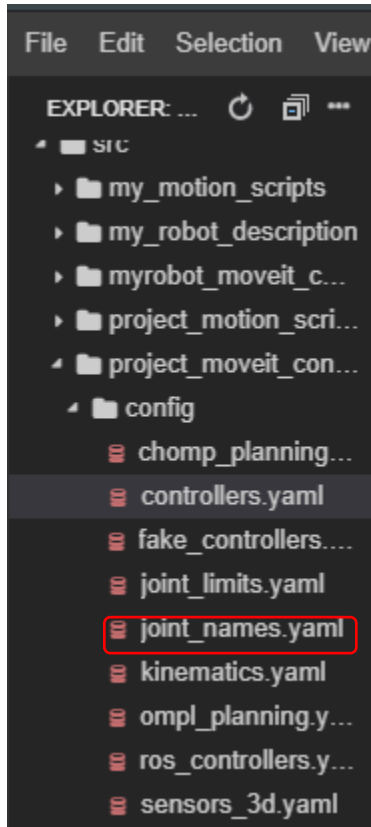 File Edit Selection View
EXPLORER: ...
src
my_motion_scripts
my_robot_description
myrobot_moveit_c...
project_motion_scri...
project_moveit_con...
config
chomp_planning...
controllers.yaml
fake_controllers....
joint_limits.yaml
joint_names.yaml
kinematics.yaml
ompl_planning.y...
ros_controllers.y...
sensors_3d.yaml